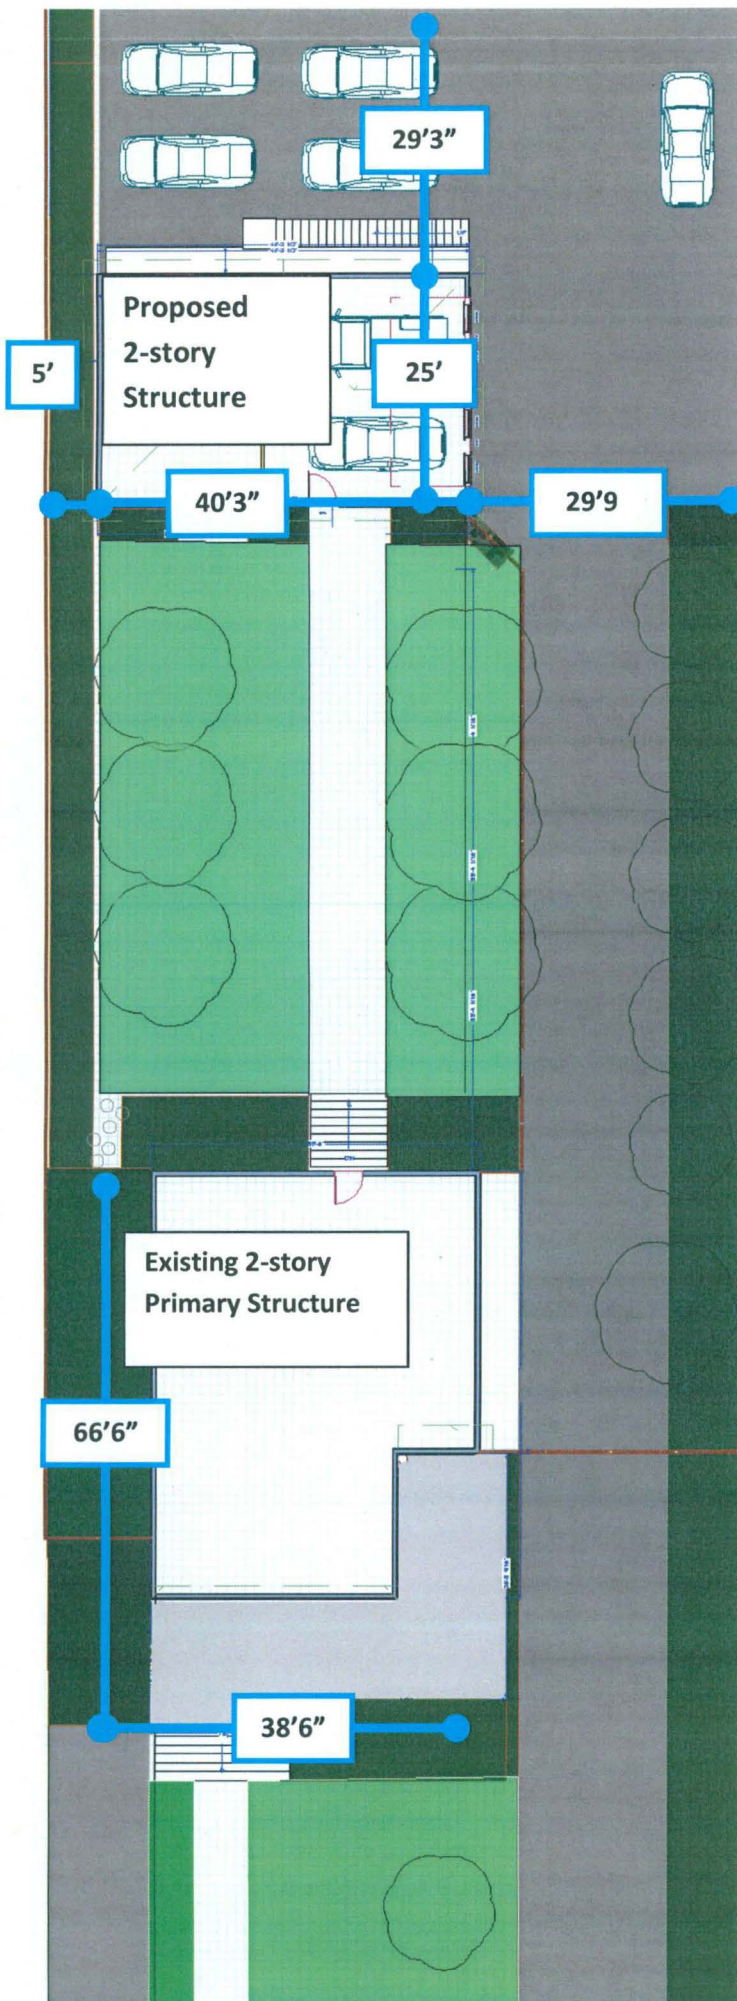 29’3”
Proposed
2-story
Structure
5’
25’
40’3”
29’9
Existing 2-story
Primary Structure
66’6”
38’6”